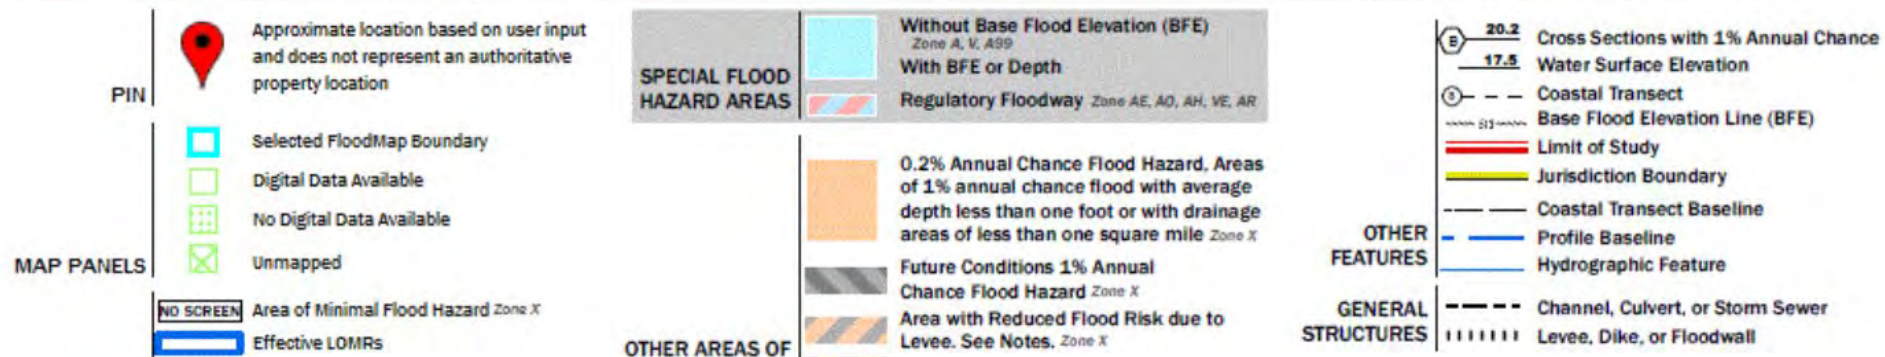 PIN
Approximate location based on user input
and does not represent an authoritative
property location
MAP PANELS
Selected FloodMap Boundary
Digital Data Available
No Digital Data Available
Unmapped
NO SCREEN Area of Minimal Flood Hazard Zone X
Effective LOMRs
SPECIAL FLOOD
HAZARD AREAS
Without Base Flood Elevation (BFE)
Zone A, V, A99
With BFE or Depth
Regulatory Floodway Zone AE, AO, AH, VE, AR
OTHER AREAS OF
0.2% Annual Chance Flood Hazard, Areas
of 1% annual chance flood with average
depth less than one foot or with drainage
areas of less than one square mile Zone X
Future Conditions 1% Annual
Chance Flood Hazard Zone X
Area with Reduced Flood Risk due to
Levee. See Notes. Zone X
OTHER
FEATURES
B 20.2 Cross Sections with 1% Annual Chance
17.5 Water Surface Elevation
Coastal Transect
Base Flood Elevation Line (BFE)
Limit of Study
Jurisdiction Boundary
Coastal Transect Baseline
Profile Baseline
Hydrographic Feature
GENERAL
STRUCTURES
Channel, Culvert, or Storm Sewer
Levee, Dike, or Floodwall